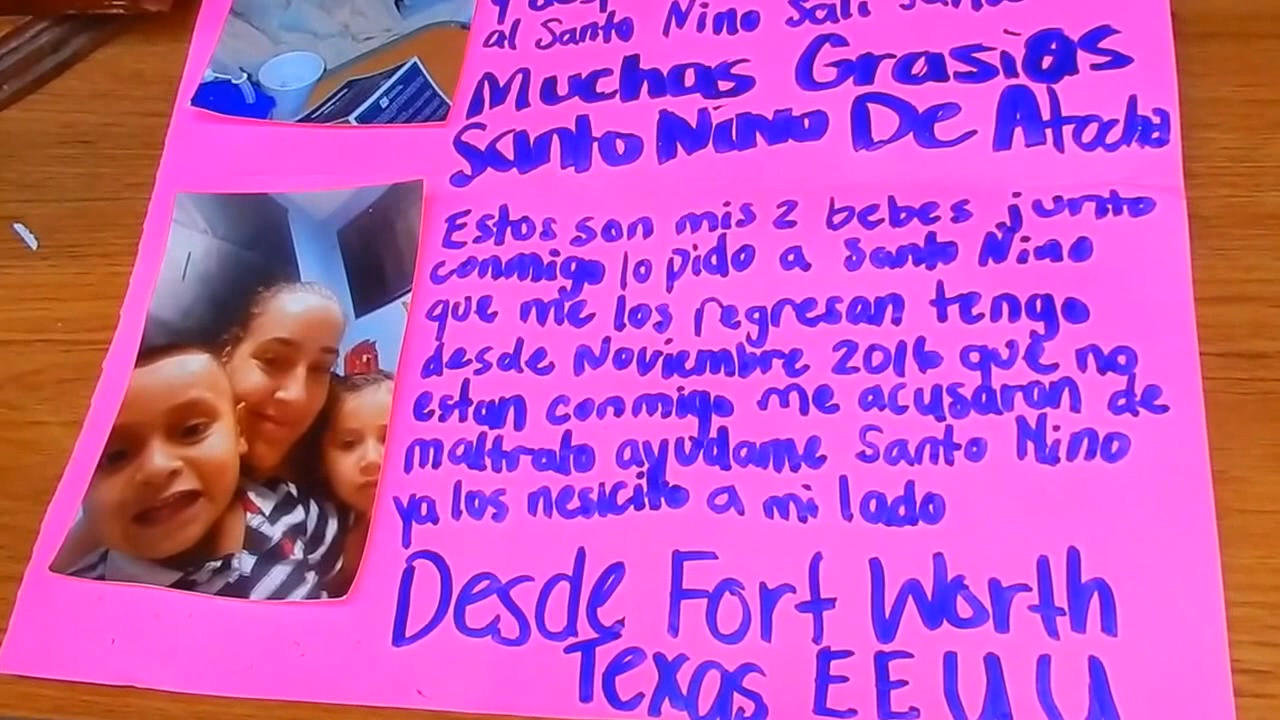 al Santo Nino Sali
Muchas Grasias
Santo Nino De Atocha
Estos son mis 2 bebes junto
conmigo lo pido a Santo Nino
que me los regresan tengo
desde Noviembre 2016 que no
estan conmigo me acusaron de
maltrato ayudame Santo Nino
ya los nesicito a mi lado
Desde Fort Worth
Texas EEUU